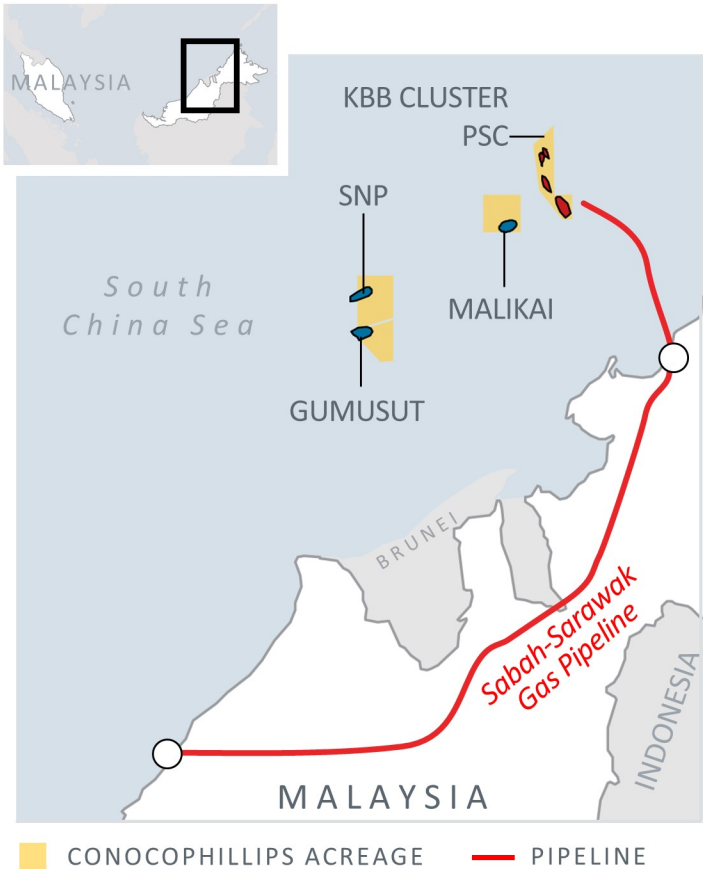 MALAYSIA
KBB CLUSTER
PSC
SNP
South
China Sea
MALIKAI
GUMUSUT
BRUNEI
Sabah-Sarawak
Gas Pipeline
INDONESIA
MALAYSIA
CONOCOPHILLIPS ACREAGE
PIPELINE